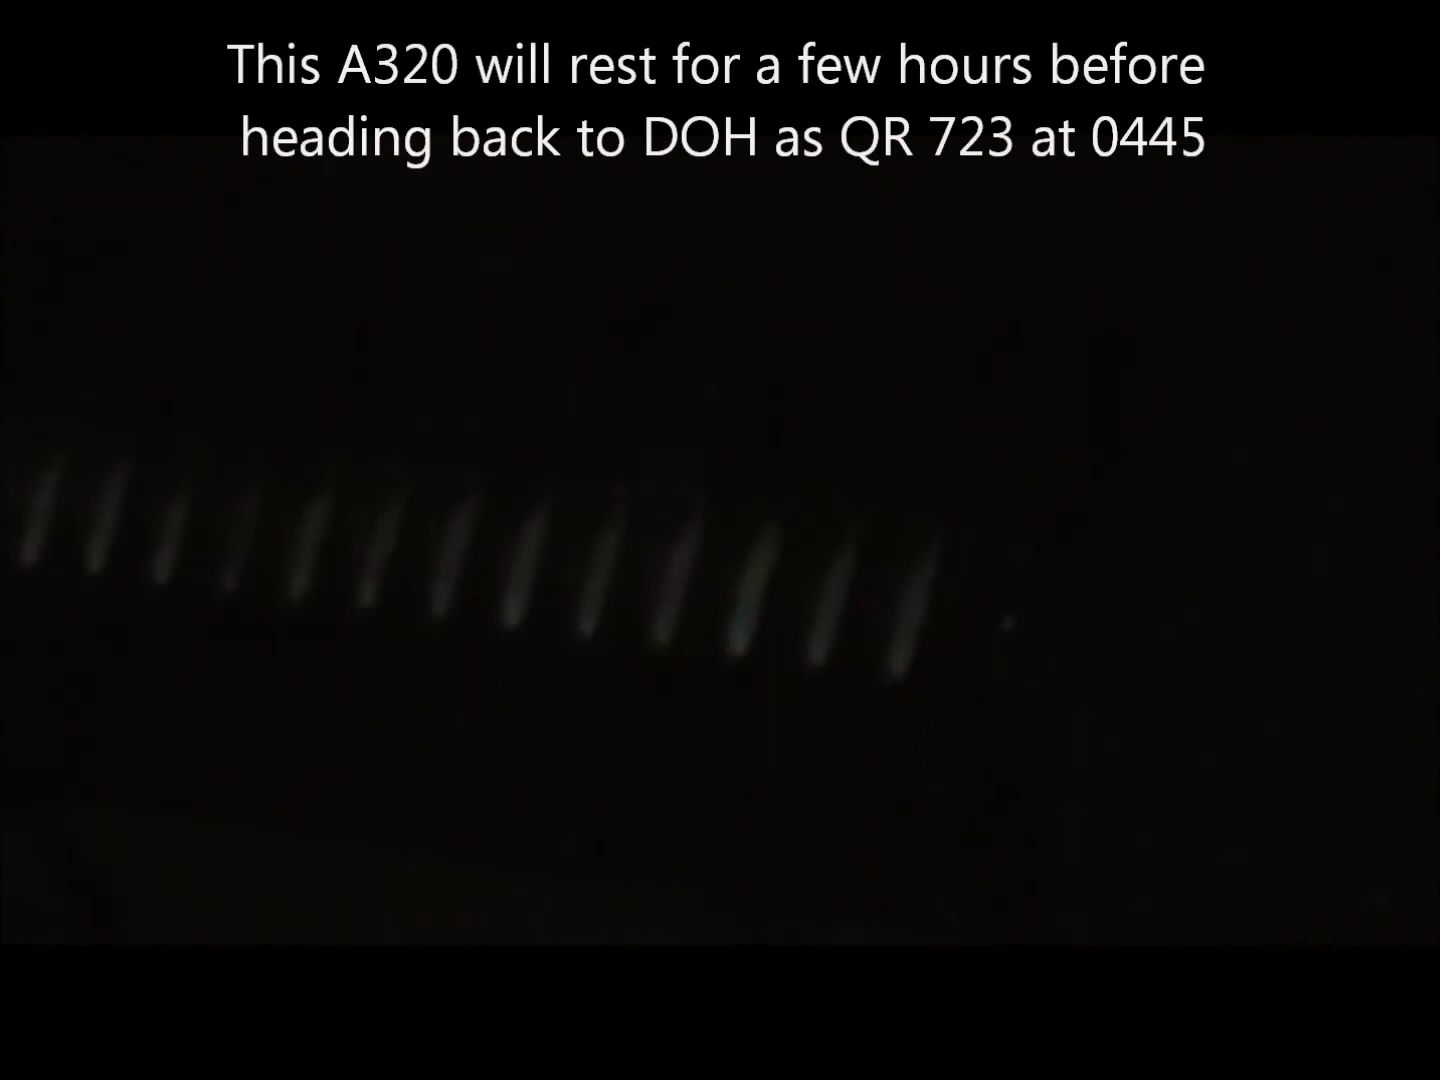 This A320 will rest for a few hours before
heading back to DOH as QR 723 at 0445